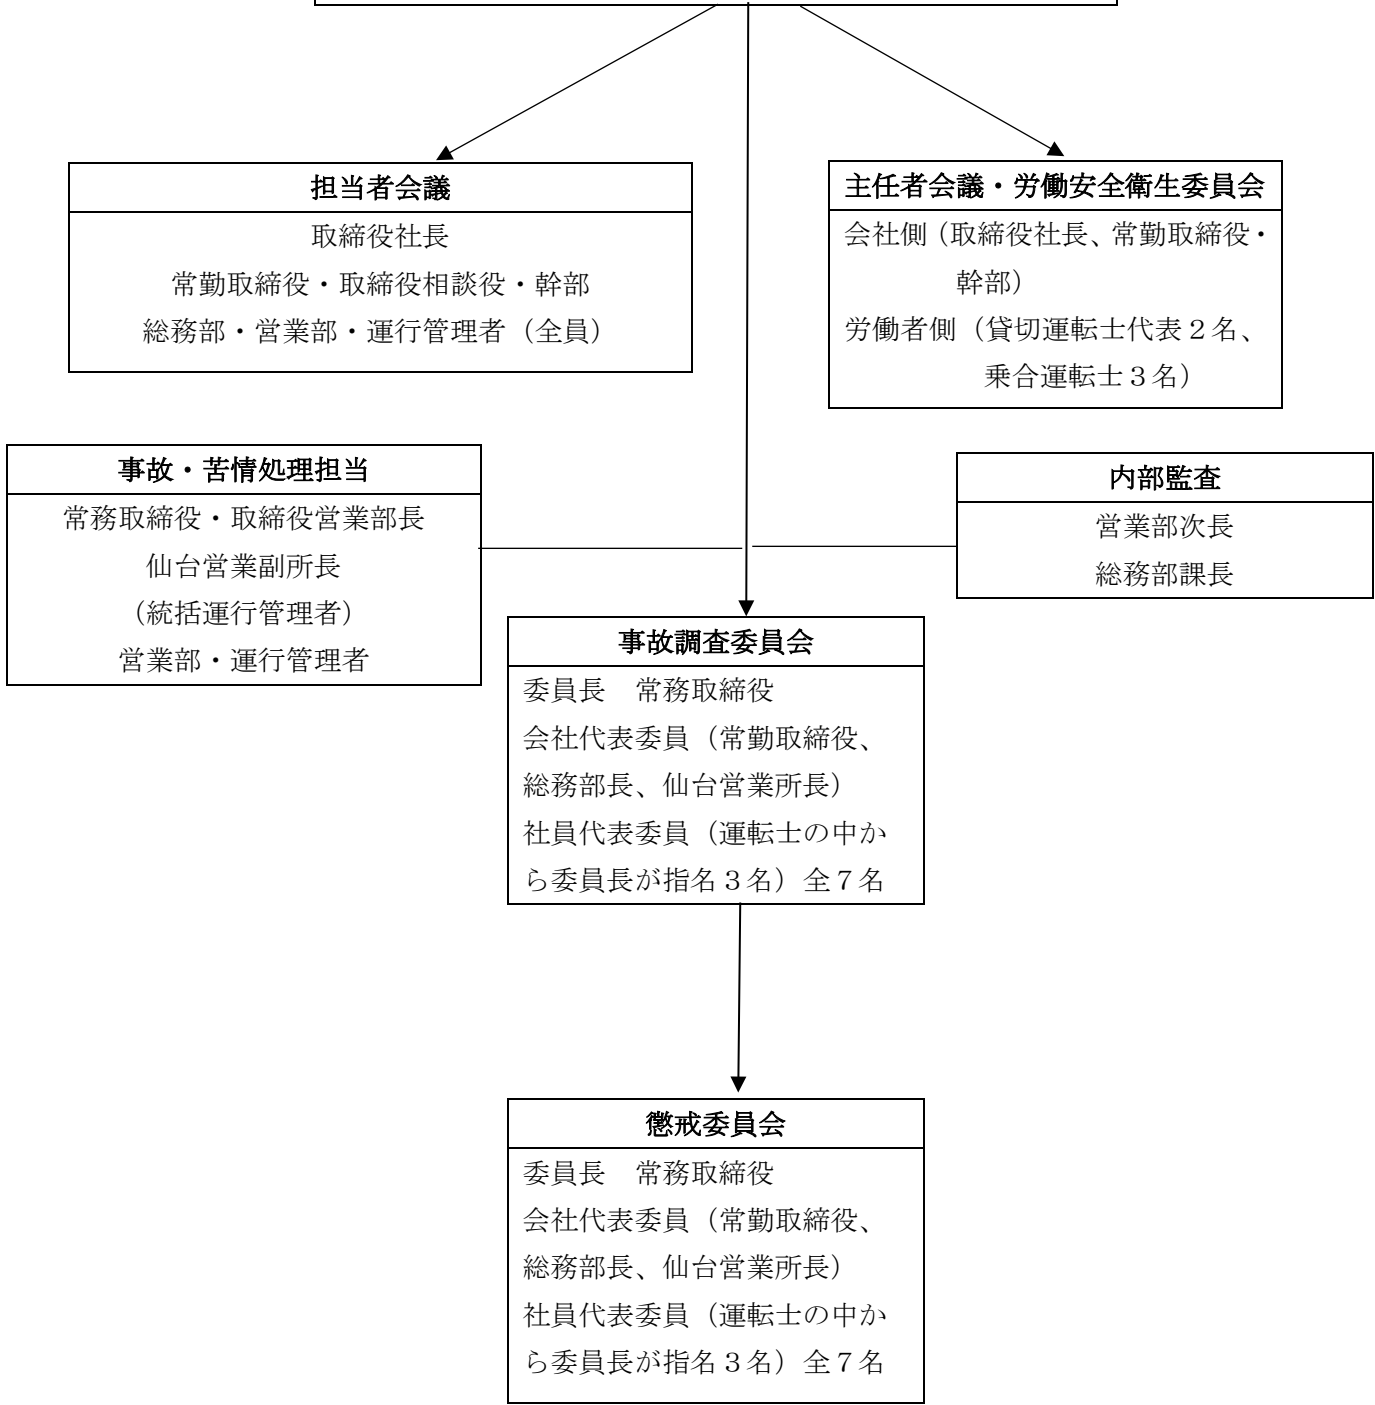 担当者会議
取締役社長
常勤取締役・取締役相談役・幹部
総務部・営業部・運行管理者（全員）
主任者会議・労働安全衛生委員会
会社側（取締役社長、常勤取締役・
幹部）
労働者側（貸切運転士代表２名、
乗合運転士３名）
事故・苦情処理担当
常務取締役・取締役営業部長
仙台営業副所長
（統括運行管理者）
営業部・運行管理者
内部監査
営業部次長
総務部課長
事故調査委員会
委員長　常務取締役
会社代表委員（常勤取締役、
総務部長、仙台営業所長）
社員代表委員（運転士の中か
ら委員長が指名３名）全７名
懲戒委員会
委員長　常務取締役
会社代表委員（常勤取締役、
総務部長、仙台営業所長）
社員代表委員（運転士の中か
ら委員長が指名３名）全７名